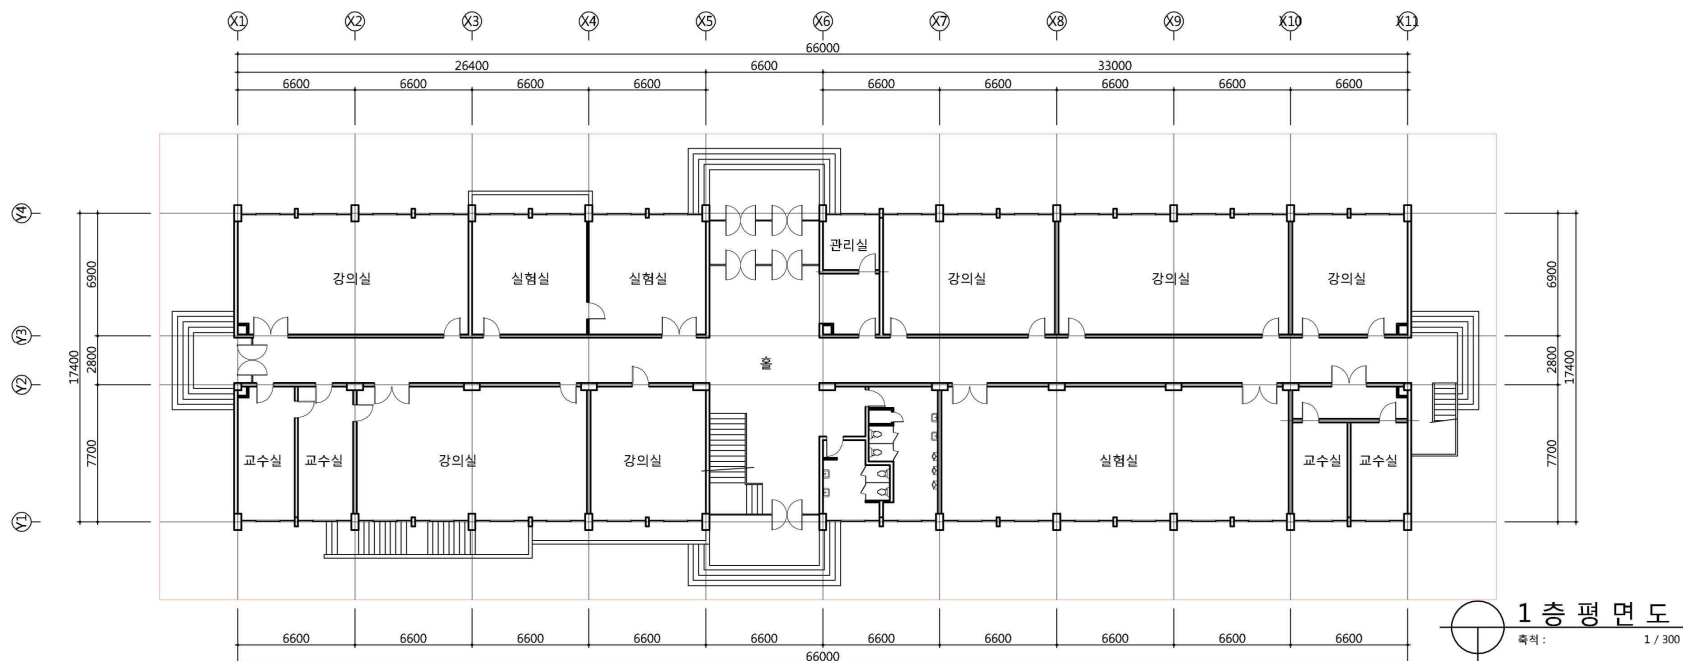 X1 X2 X3 X4 X5 X6 X7 X8 X9 X10 X11
66000
26400 6600 33000
6600 6600 6600 6600 6600 6600 6600 6600 6600
Y4
관리실
강의실 실험실 실험실 강의실 강의실 강의실
6900 6900
Y3
17400 2800 홀 2800 17400
Y2
7700 7700
교수실 교수실 강의실 강의실 실험실 교수실 교수실
Y1
6600 6600 6600 6600 6600 6600 6600 6600 6600 6600
66000
1층평면도
축척 : 1 / 300